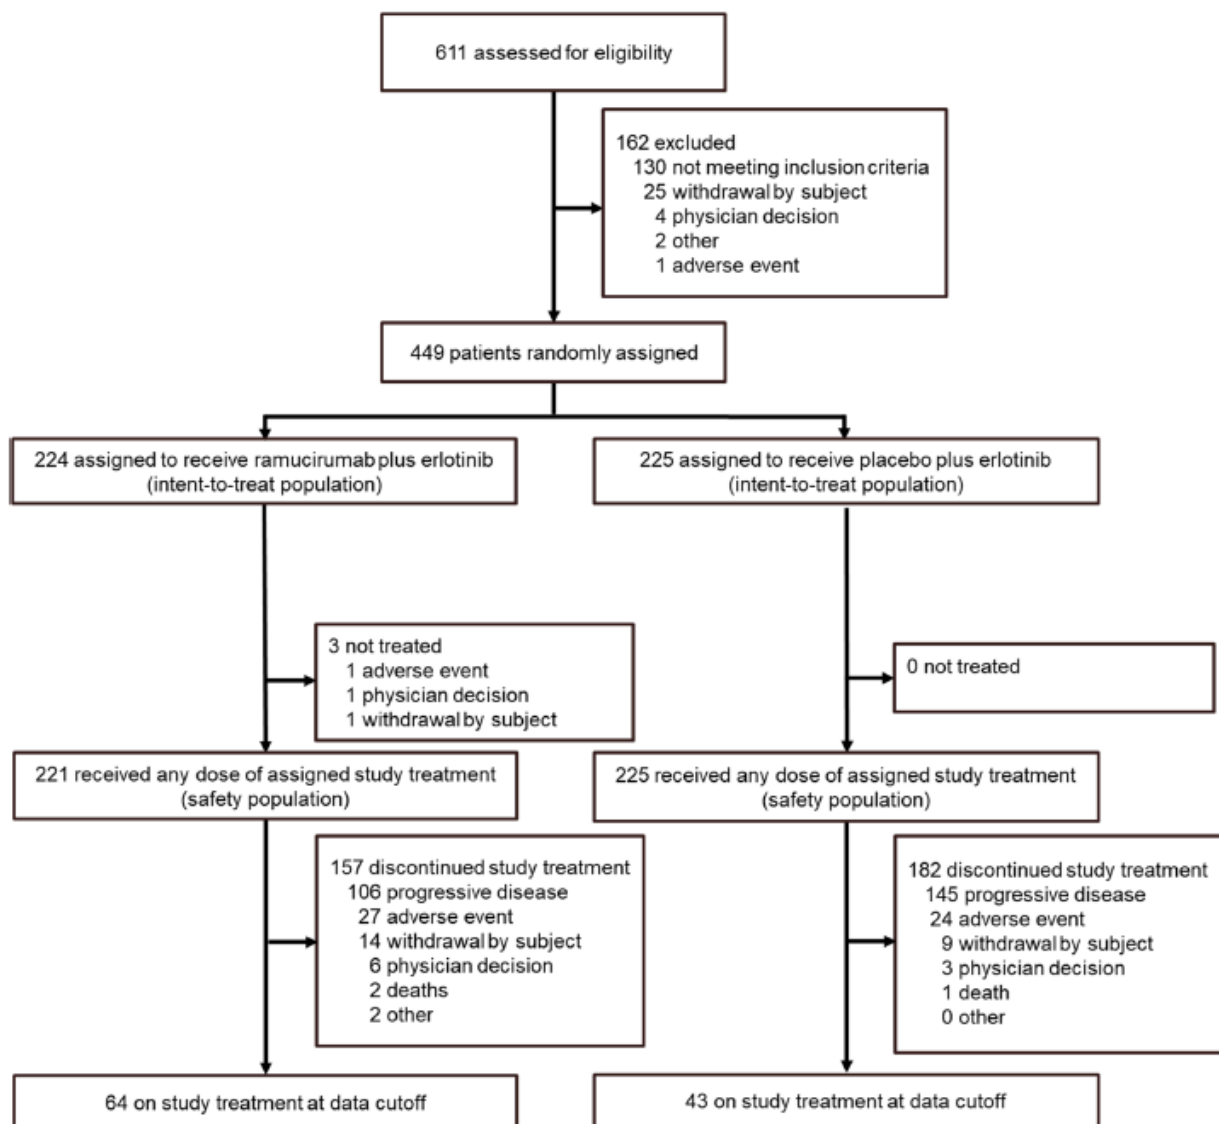 611 assessed for eligibility
162 excluded
130 not meeting inclusion criteria
25 withdrawal by subject
4 physician decision
2 other
1 adverse event
449 patients randomly assigned
224 assigned to receive ramucirumab plus erlotinib
(intent-to-treat population)
225 assigned to receive placebo plus erlotinib
(intent-to-treat population)
3 not treated
1 adverse event
1 physician decision
1 withdrawal by subject
0 not treated
221 received any dose of assigned study treatment
(safety population)
225 received any dose of assigned study treatment
(safety population)
157 discontinued study treatment
106 progressive disease
27 adverse event
14 withdrawal by subject
6 physician decision
2 deaths
2 other
182 discontinued study treatment
145 progressive disease
24 adverse event
9 withdrawal by subject
3 physician decision
1 death
0 other
64 on study treatment at data cutoff
43 on study treatment at data cutoff